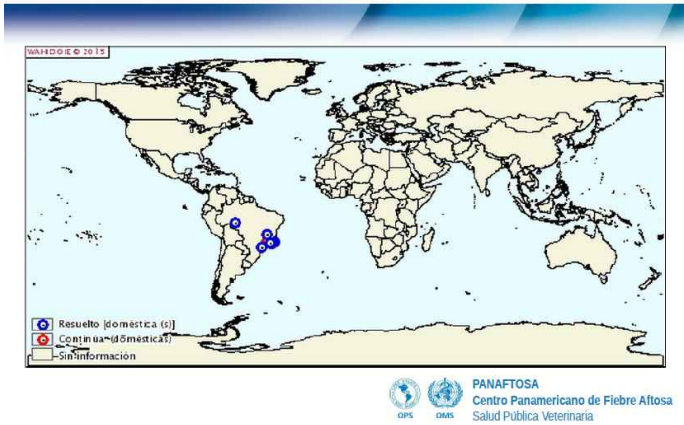 WAHID OIE © 2015
Resuelto [doméstica (s)]
Continúa (domésticas)
Sin información
PANAFTOSA
Centro Panamericano de Fiebre Aftosa
Salud Pública Veterinaria
OPS OMS